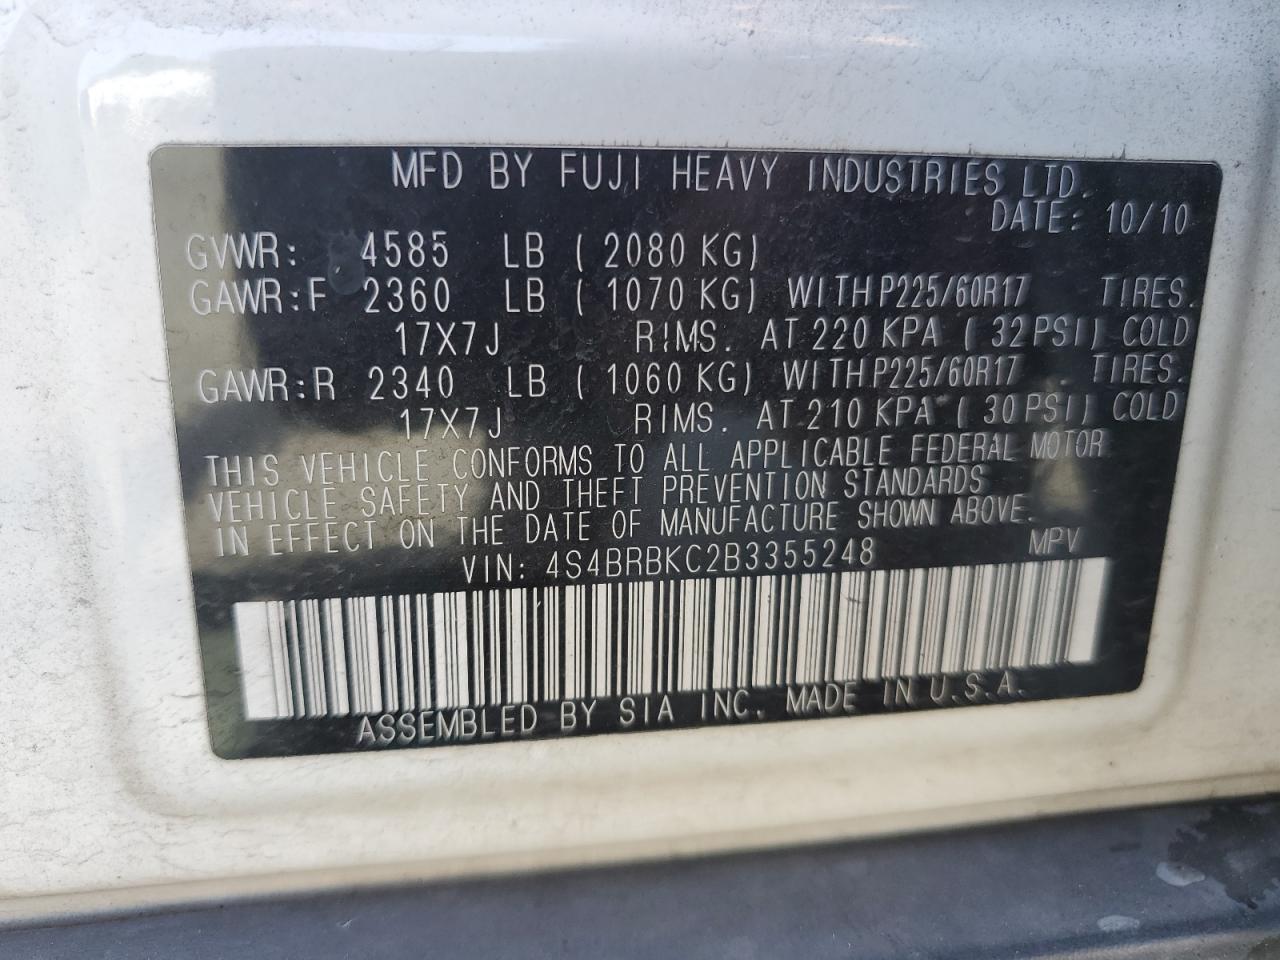 MFD BY FUJI HEAVY INDUSTRIES LTD.
DATE: 10/10
GVWR: 4585 LB ( 2080 KG)
GAWR:F 2360 LB ( 1070 KG) WITH P225/60R17 TIRES.
17X7J RIMS. AT 220 KPA ( 32 PSI) COLD
GAWR:R 2340 LB ( 1060 KG) WITH P225/60R17 TIRES.
17X7J RIMS. AT 210 KPA ( 30 PSI) COLD
THIS VEHICLE CONFORMS TO ALL APPLICABLE FEDERAL MOTOR
VEHICLE SAFETY AND THEFT PREVENTION STANDARDS
IN EFFECT ON THE DATE OF MANUFACTURE SHOWN ABOVE.
VIN: 4S4BRBKC2B3355248 MPV
ASSEMBLED BY SIA INC. MADE IN U.S.A.